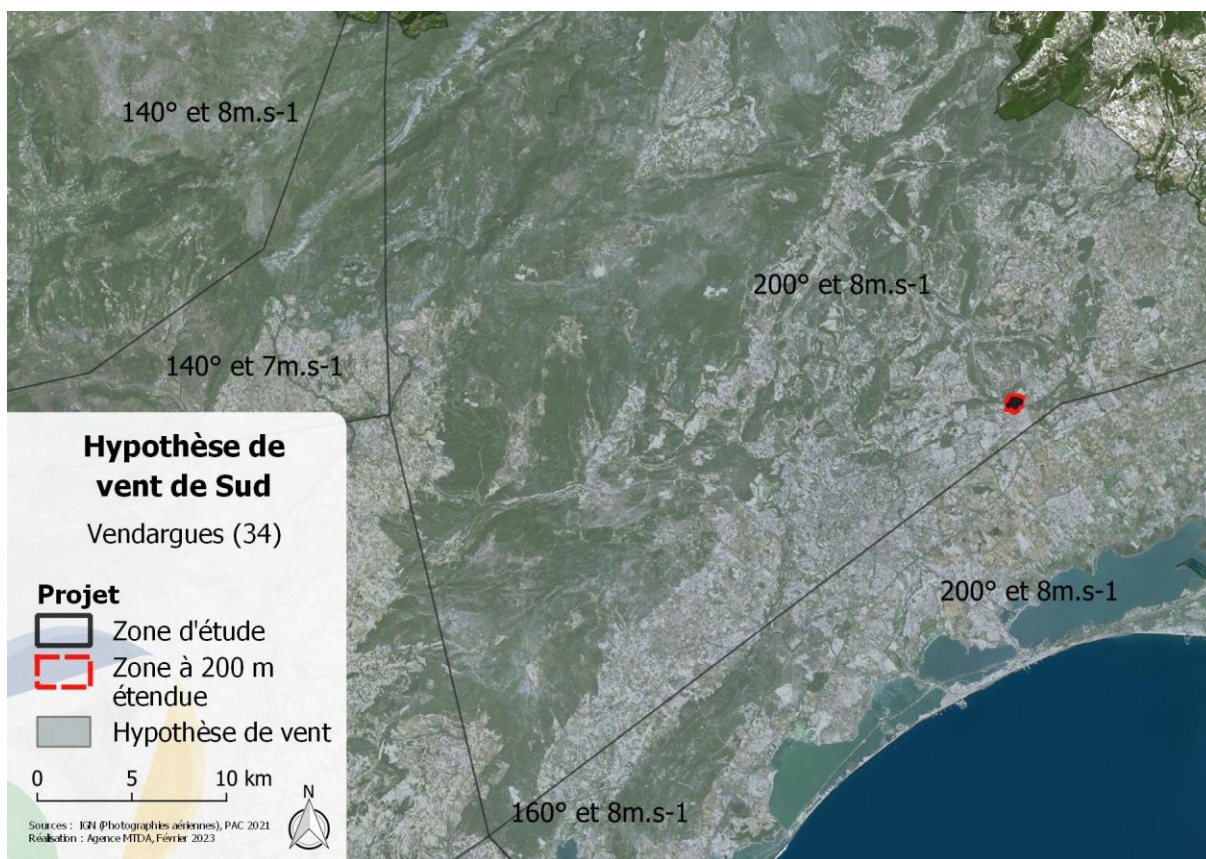 140° et 8m.s-1
200° et 8m.s-1
140° et 7m.s-1
200° et 8m.s-1
160° et 8m.s-1
Hypothèse de
vent de Sud
Vendargues (34)
Projet
Zone d'étude
Zone à 200 m
étendue
Hypothèse de vent
0 5 10 km
N
Sources : IGN (Photographies aériennes), PAC 2021
Réalisation : Agence MTDA, Février 2023